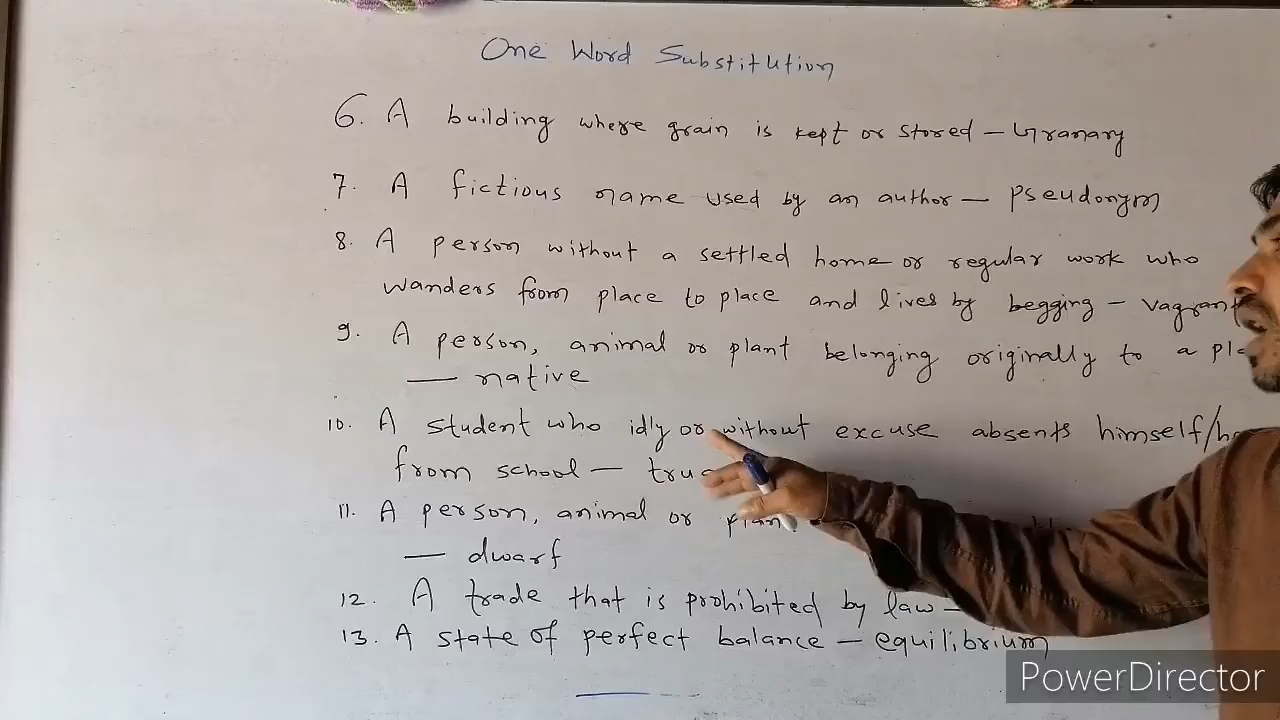 One Word Substitution
6. A building where grain is kept or stored — Granary
7. A fictious name used by an author — Pseudonym
8. A person without a settled home or regular work who
wanders from place to place and lives by begging — vagrant
9. A person, animal or plant belonging originally to a
— native
10. A student who idly or without excuse absents himself/
from school —
11. A person, animal or
— dwarf
12. A trade that is prohibited by law —
13. A state of perfect balance — equilibrium
PowerDirector